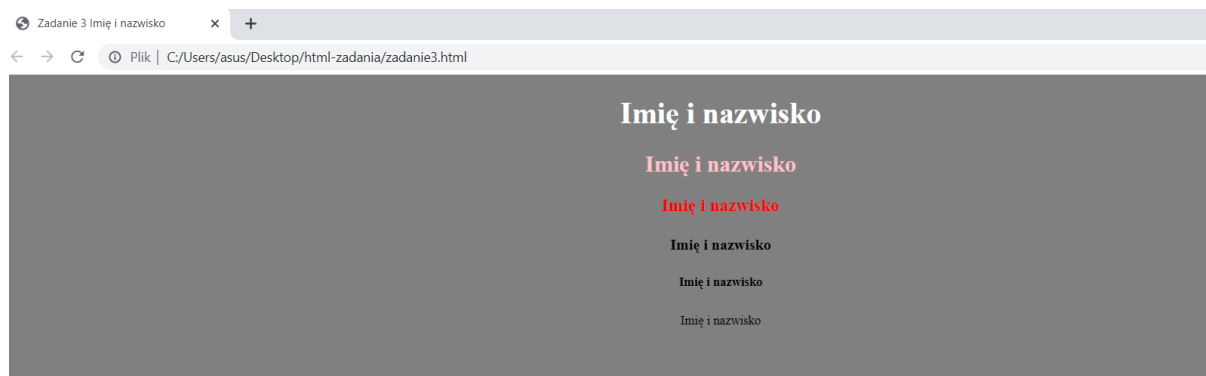 Zadanie 3 Imię i nazwisko
Plik | C:/Users/asus/Desktop/html-zadania/zadanie3.html
Imię i nazwisko
Imię i nazwisko
Imię i nazwisko
Imię i nazwisko
Imię i nazwisko
Imię i nazwisko